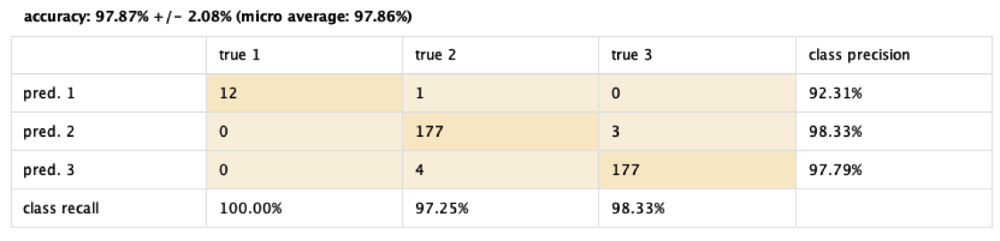 accuracy: 97.87% +/- 2.08% (micro average: 97.86%)
true 1 true 2 true 3 class precision
pred. 1 12 1 0 92.31%
pred. 2 0 177 3 98.33%
pred. 3 0 4 177 97.79%
class recall 100.00% 97.25% 98.33%